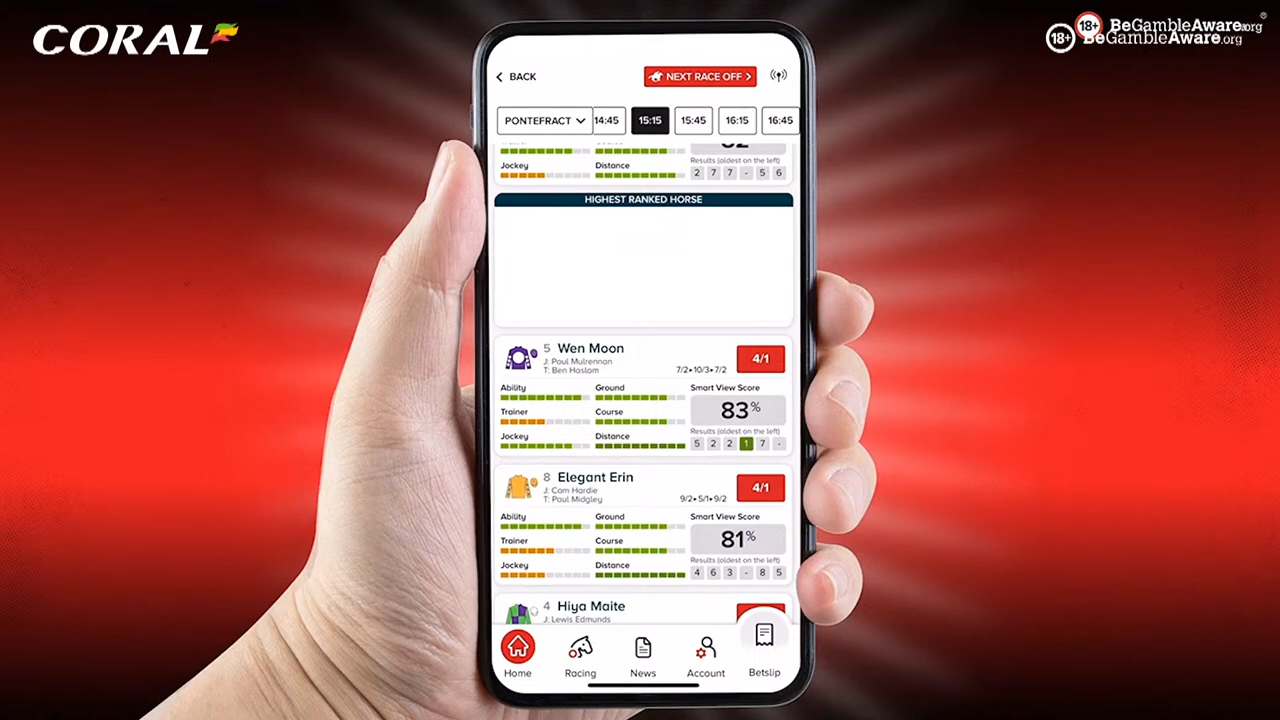 CORAL
18+ BeGambleAware.org®
18+ BeGambleAware.org
BACK
NEXT RACE OFF
PONTEFRACT
14:45
15:15
15:45
16:15
16:45
Jockey
Distance
Results (oldest on the left)
2 7 7 - 5 6
HIGHEST RANKED HORSE
5 Wen Moon
J: Paul Mulrennan
T: Ben Haslam
7/2▸10/3▸7/2
4/1
Ability
Ground
Smart View Score
Trainer
Course
83%
Jockey
Distance
Results (oldest on the left)
5 2 2 1 7 -
8 Elegant Erin
J: Cam Hardie
T: Paul Midgley
9/2▸5/1▸9/2
4/1
Ability
Ground
Smart View Score
Trainer
Course
81%
Jockey
Distance
Results (oldest on the left)
4 6 3 - 8 5
4 Hiya Maite
J: Lewis Edmunds
Home
Racing
News
Account
Betslip